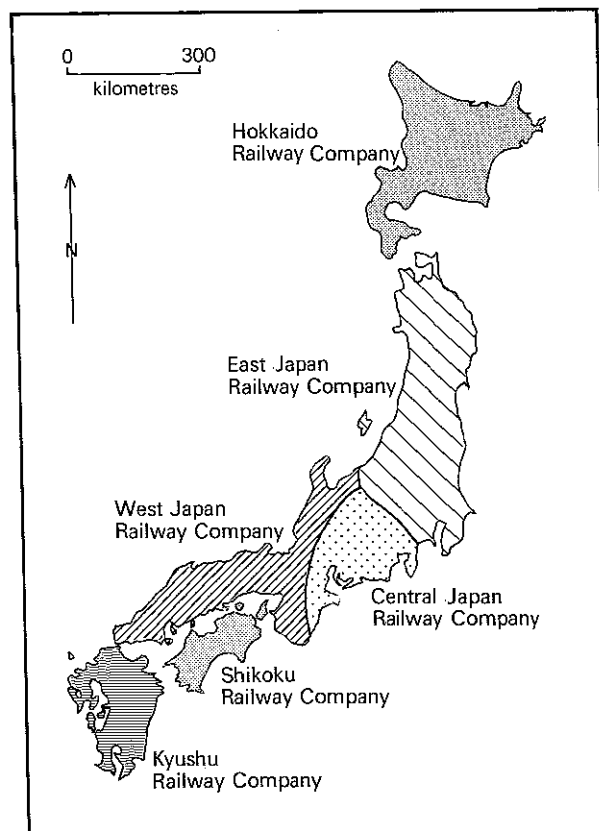 0 300
kilometres
Hokkaido
Railway Company
N
East Japan
Railway Company
West Japan
Railway Company
Central Japan
Railway Company
Shikoku
Railway Company
Kyushu
Railway Company